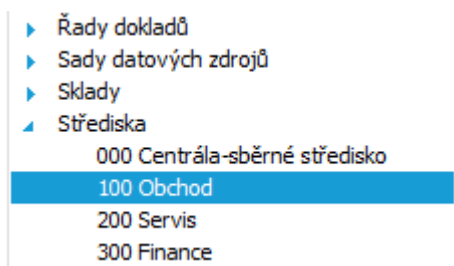 Řady dokladů
Sady datových zdrojů
Sklady
Střediska
000 Centrála-sběrné středisko
100 Obchod
200 Servis
300 Finance